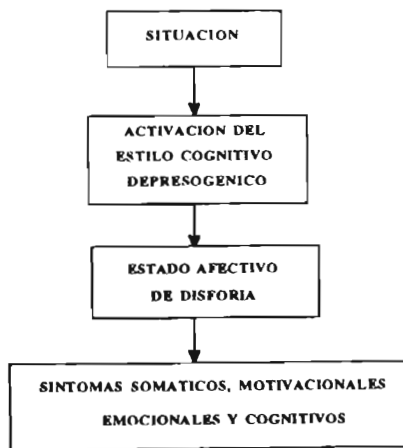 SITUACION
ACTIVACION DEL
ESTILO COGNITIVO
DEPRESOGENICO
ESTADO AFECTIVO
DE DISFORIA
SINTOMAS SOMATICOS, MOTIVACIONALES
EMOCIONALES Y COGNITIVOS